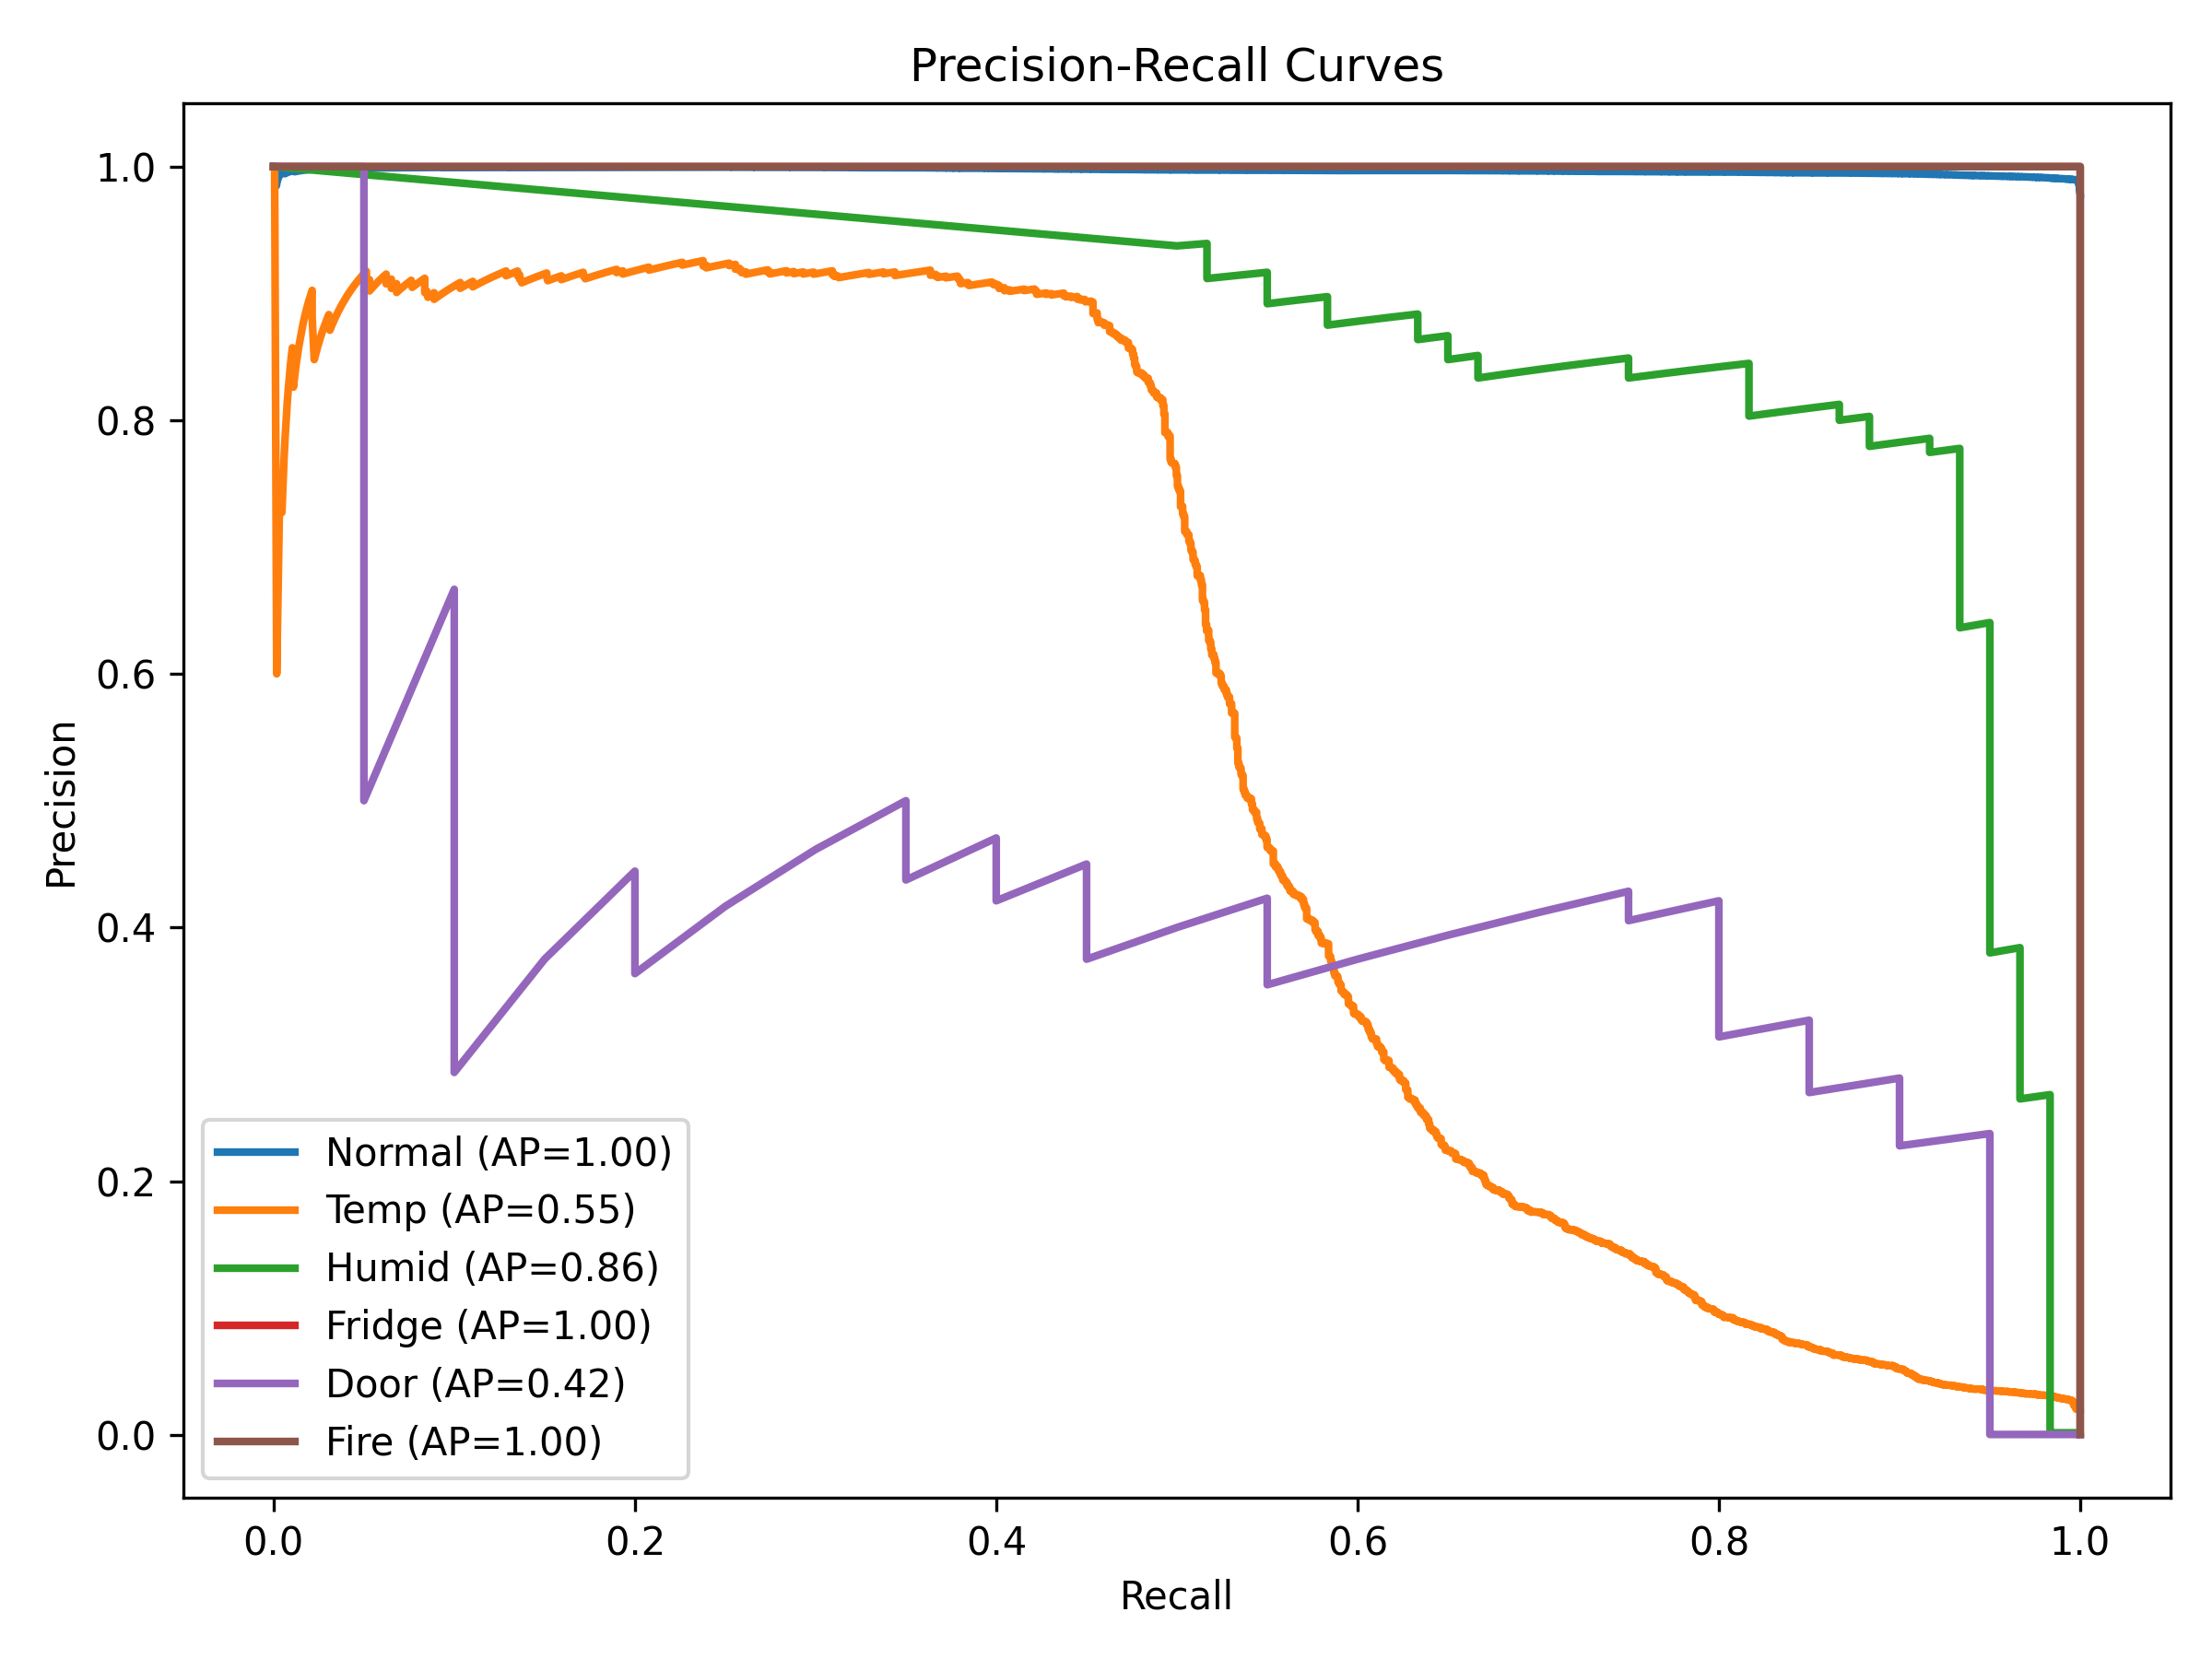 Precision-Recall Curves
1.0
0.8
0.6
0.4
0.2
0.0
Precision
Normal (AP=1.00)
Temp (AP=0.55)
Humid (AP=0.86)
Fridge (AP=1.00)
Door (AP=0.42)
Fire (AP=1.00)
0.0 0.2 0.4 0.6 0.8 1.0
Recall